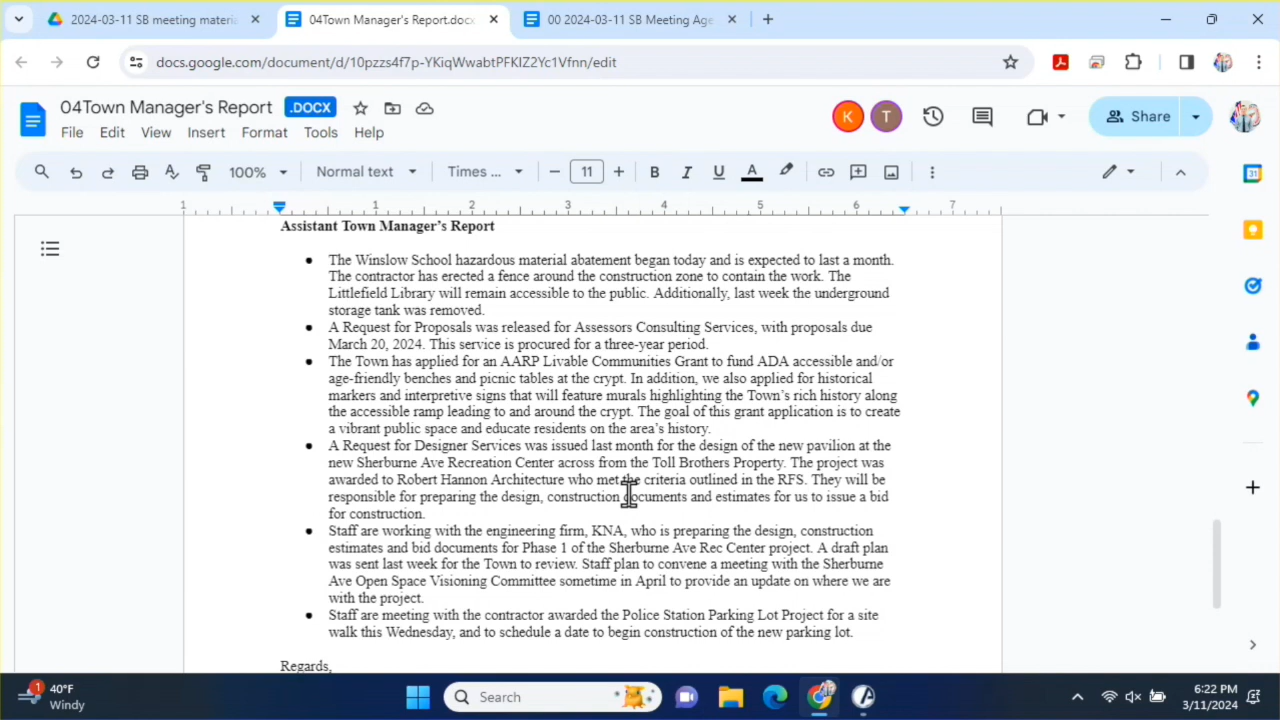 2024-03-11 SB meeting materia
04Town Manager's Report.docx
00 2024-03-11 SB Meeting Age
docs.google.com/document/d/10pzzs4f7p-YKiqWwabtPFKIZ2Yc1Vfnn/edit
04Town Manager's Report .DOCX
K T Share
File Edit View Insert Format Tools Help
100% Normal text Times ... 11 B I U A
1 1 2 3 4 5 6 7
31
Assistant Town Manager's Report
● The Winslow School hazardous material abatement began today and is expected to last a month.
The contractor has erected a fence around the construction zone to contain the work. The
Littlefield Library will remain accessible to the public. Additionally, last week the underground
storage tank was removed.
● A Request for Proposals was released for Assessors Consulting Services, with proposals due
March 20, 2024. This service is procured for a three-year period.
● The Town has applied for an AARP Livable Communities Grant to fund ADA accessible and/or
age-friendly benches and picnic tables at the crypt. In addition, we also applied for historical
markers and interpretive signs that will feature murals highlighting the Town's rich history along
the accessible ramp leading to and around the crypt. The goal of this grant application is to create
a vibrant public space and educate residents on the area's history.
● A Request for Designer Services was issued last month for the design of the new pavilion at the
new Sherburne Ave Recreation Center across from the Toll Brothers Property. The project was
awarded to Robert Hannon Architecture who met the criteria outlined in the RFS. They will be
responsible for preparing the design, construction documents and estimates for us to issue a bid
for construction.
● Staff are working with the engineering firm, KNA, who is preparing the design, construction
estimates and bid documents for Phase 1 of the Sherburne Ave Rec Center project. A draft plan
was sent last week for the Town to review. Staff plan to convene a meeting with the Sherburne
Ave Open Space Visioning Committee sometime in April to provide an update on where we are
with the project.
● Staff are meeting with the contractor awarded the Police Station Parking Lot Project for a site
walk this Wednesday, and to schedule a date to begin construction of the new parking lot.
Regards,
1
40°F
Windy
Search
6:22 PM
3/11/2024